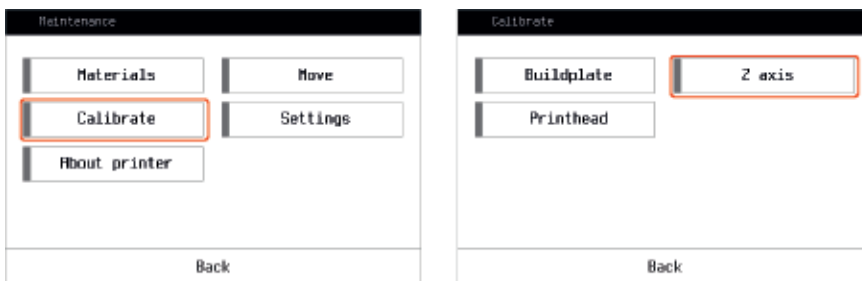 Maintenance
Materials Move
Calibrate Settings
About printer
Back
Calibrate
Buildplate Z axis
Printhead
Back